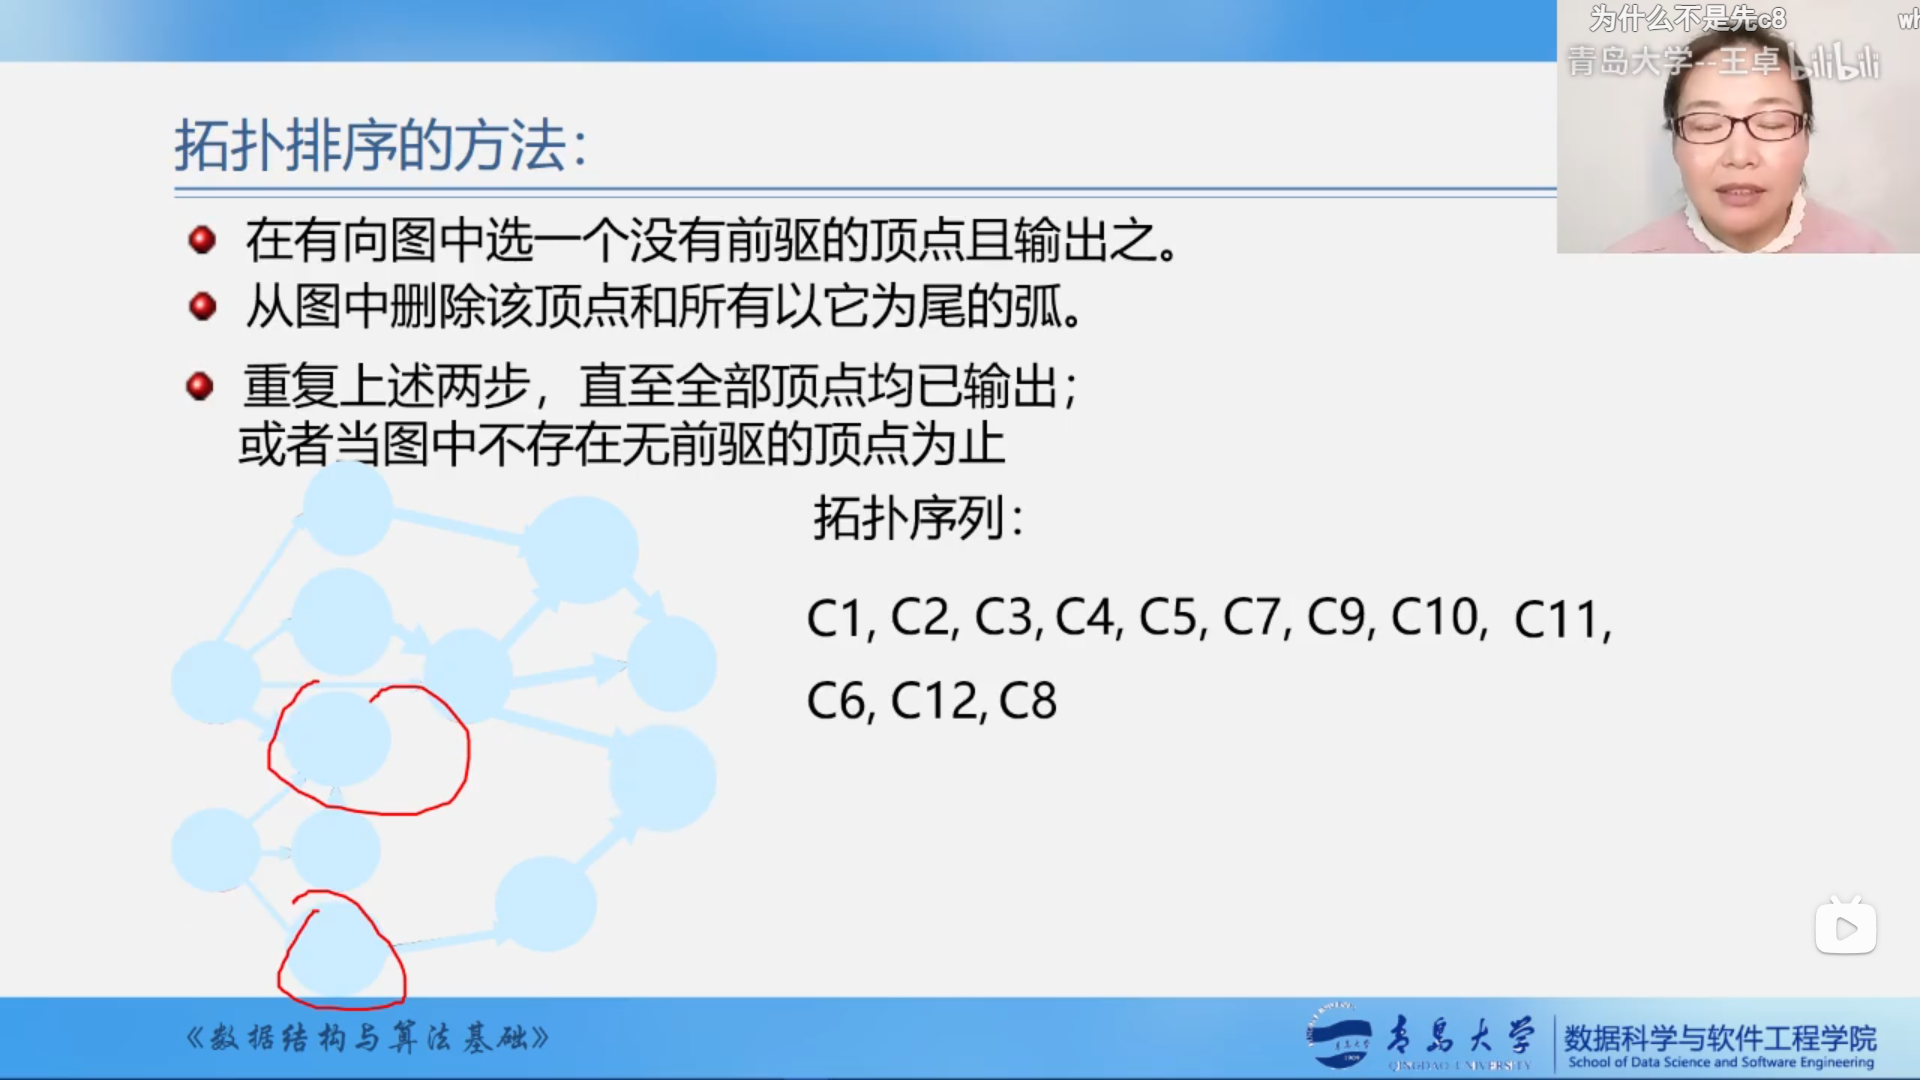 为什么不是先c8
wh
青岛大学--王卓 bilibili
拓扑排序的方法：
在有向图中选一个没有前驱的顶点且输出之。
从图中删除该顶点和所有以它为尾的弧。
重复上述两步，直至全部顶点均已输出；
或者当图中不存在无前驱的顶点为止
拓扑序列：
C1, C2, C3, C4, C5, C7, C9, C10, C11,
C6, C12, C8
《数据结构与算法基础》
青岛大学
QINGDAO UNIVERSITY
数据科学与软件工程学院
School of Data Science and Software Engineering